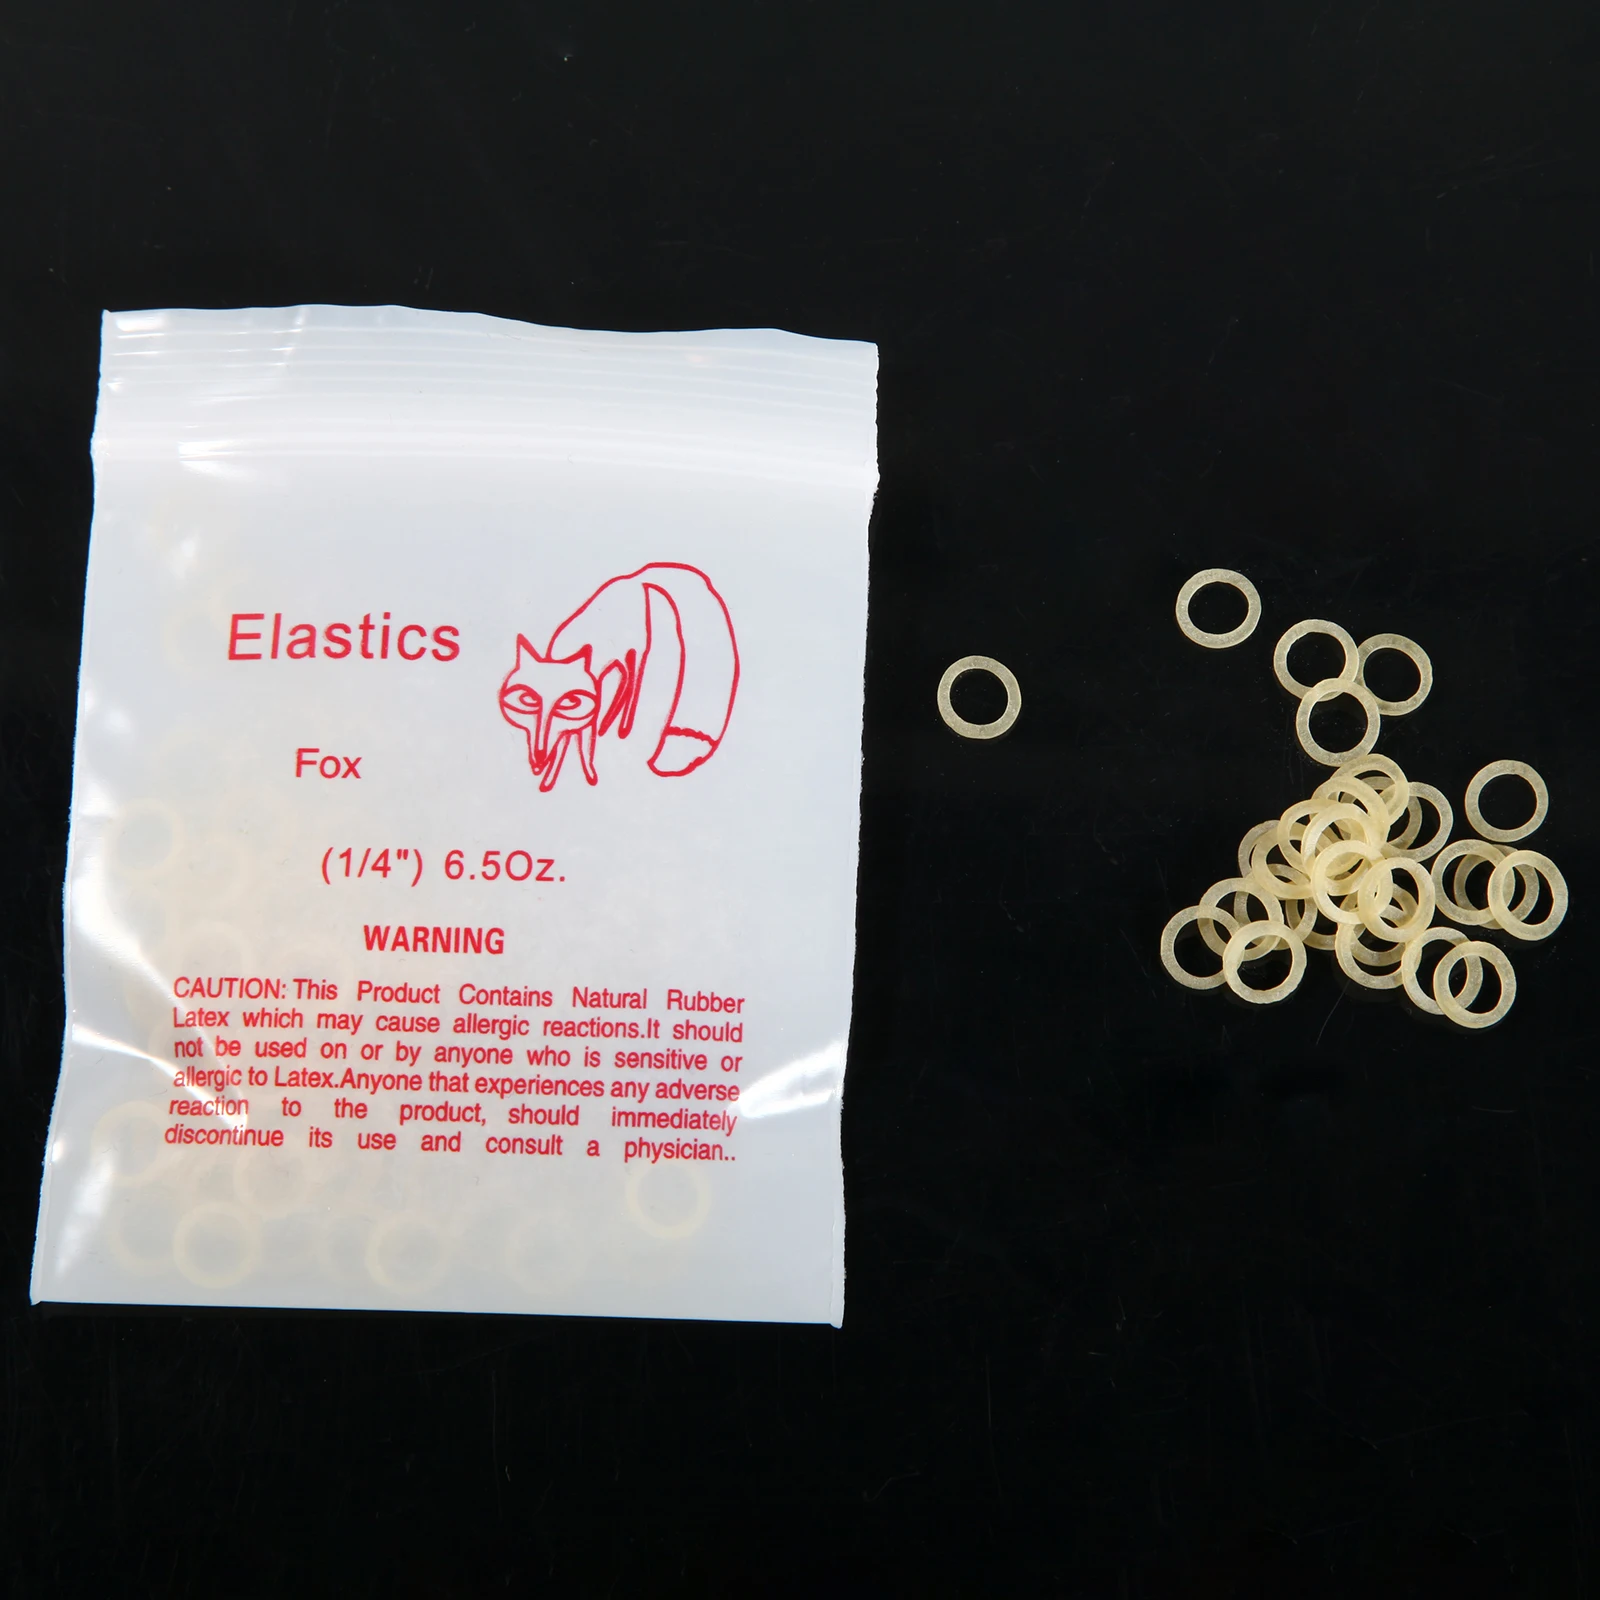 Elastics
Fox
(1/4") 6.5Oz.
WARNING
CAUTION: This Product Contains Natural Rubber
Latex which may cause allergic reactions.It should
not be used on or by anyone who is sensitive or
allergic to Latex.Anyone that experiences any adverse
reaction to the product, should immediately
discontinue its use and consult a physician..